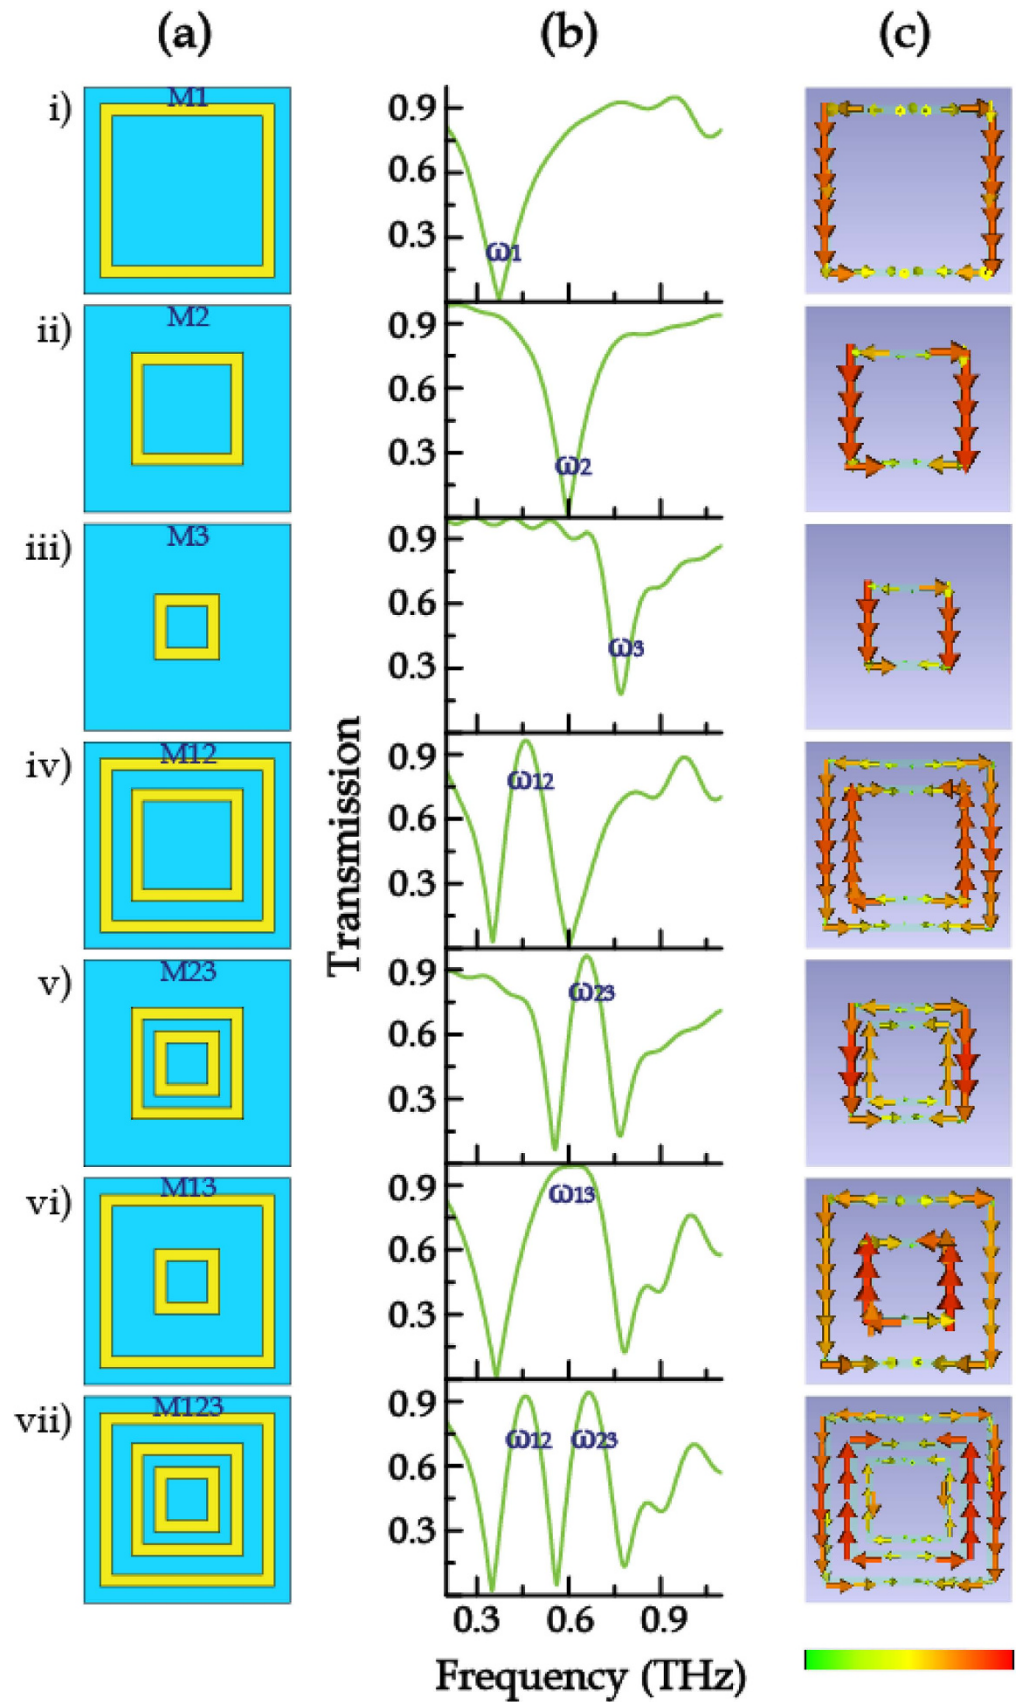 (a) (b) (c)
i) M1
0.9
0.6
0.3
ω1
ii) M2
0.9
0.6
0.3
ω2
iii) M3
0.9
0.6
0.3
ω3
iv) M12
0.9
0.6
0.3
ω12
Transmission
v) M23
0.9
0.6
0.3
ω23
vi) M13
0.9
0.6
0.3
ω13
vii) M123
0.9
0.6
0.3
ω12 ω23
0.3 0.6 0.9
Frequency (THz)